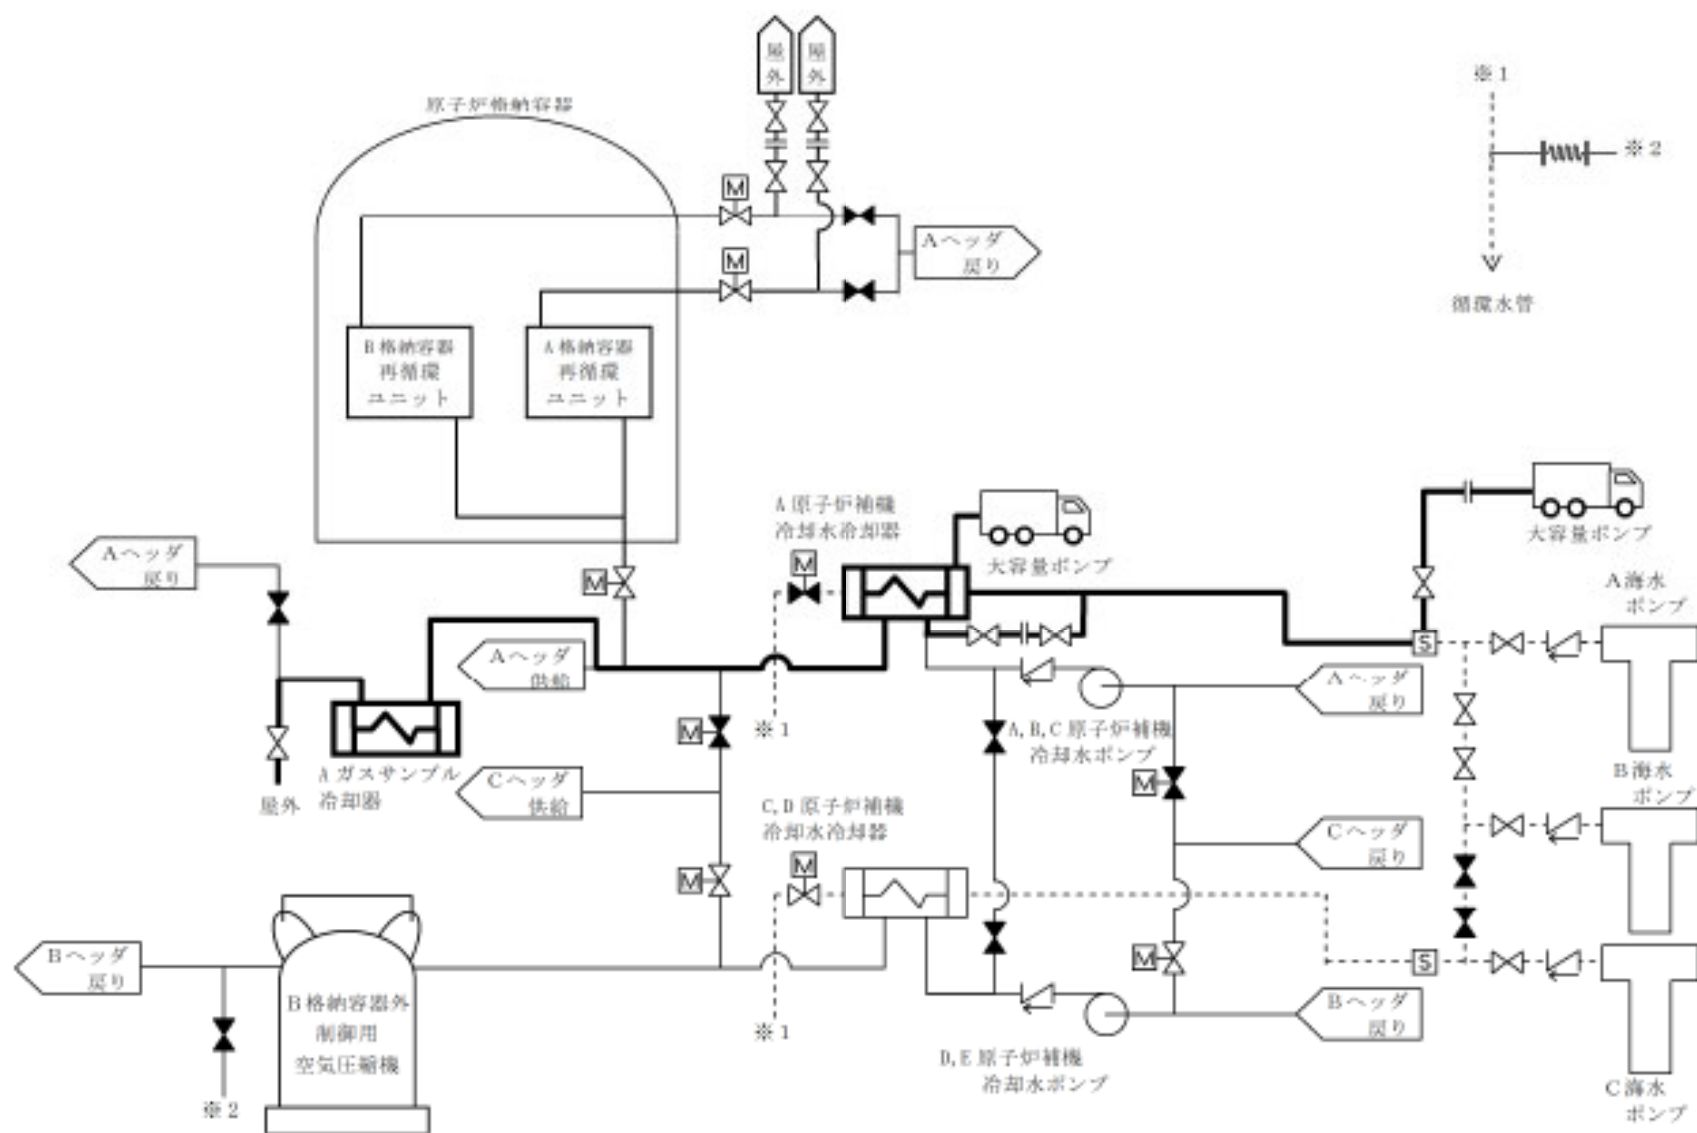 屋
外
屋
外
※1
※2
循環水管
原子炉格納容器
M
M
Aヘッダ
戻り
B格納容器
再循環
ユニット
A格納容器
再循環
ユニット
A原子炉補機
冷却水冷却器
大容量ポンプ
大容量ポンプ
Aヘッダ
戻り
M
M
A海水
ポンプ
S
Aヘッダ
供給
Aヘッダ
戻り
※1
M
A,B,C原子炉補機
冷却水ポンプ
Aガスサンプル
冷却器
屋外
Cヘッダ
供給
M
B海水
ポンプ
C,D原子炉補機
冷却水冷却器
Cヘッダ
戻り
M
M
Bヘッダ
戻り
M
S
B格納容器外
制御用
空気圧縮機
※1
Bヘッダ
戻り
D,E原子炉補機
冷却水ポンプ
※2
C海水
ポンプ